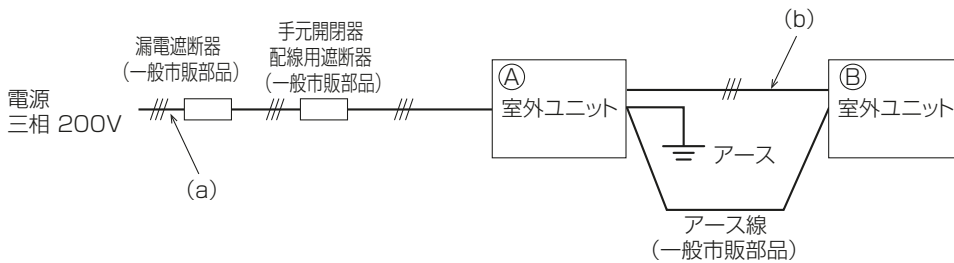 漏電遮断器
（一般市販部品）
手元開閉器
配線用遮断器
（一般市販部品）
電源
三相 200V
(a)
Ⓐ
室外ユニット
(b)
Ⓑ
室外ユニット
アース
アース線
（一般市販部品）